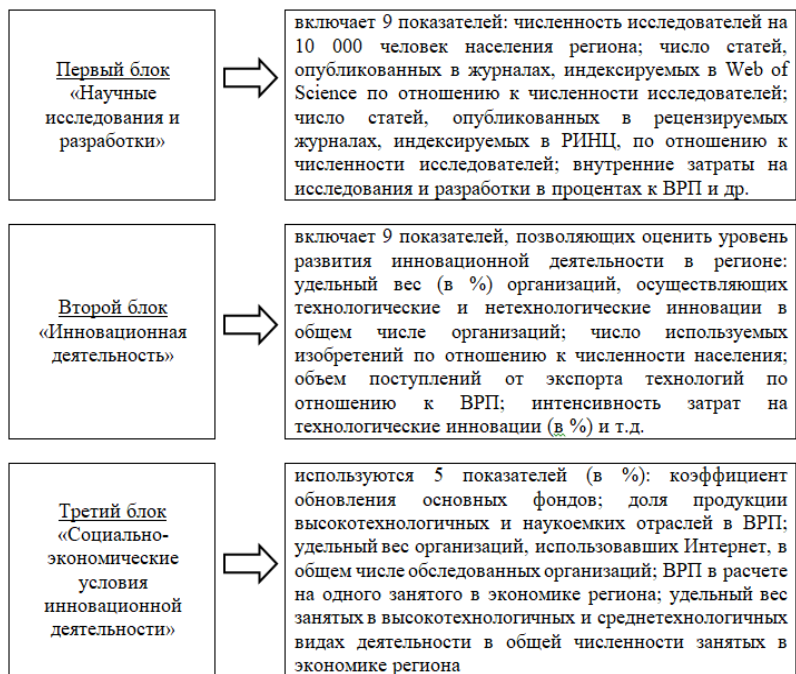 Первый блок
«Научные
исследования и
разработки»
включает 9 показателей: численность исследователей на
10 000 человек населения региона; число статей,
опубликованных в журналах, индексируемых в Web of
Science по отношению к численности исследователей;
число статей, опубликованных в рецензируемых
журналах, индексируемых в РИНЦ, по отношению к
численности исследователей; внутренние затраты на
исследования и разработки в процентах к ВРП и др.
Второй блок
«Инновационная
деятельность»
включает 9 показателей, позволяющих оценить уровень
развития инновационной деятельности в регионе:
удельный вес (в %) организаций, осуществляющих
технологические и нетехнологические инновации в
общем числе организаций; число используемых
изобретений по отношению к численности населения;
объем поступлений от экспорта технологий по
отношению к ВРП; интенсивность затрат на
технологические инновации (в %) и т.д.
Третий блок
«Социально-
экономические
условия
инновационной
деятельности»
используются 5 показателей (в %): коэффициент
обновления основных фондов; доля продукции
высокотехнологичных и наукоемких отраслей в ВРП;
удельный вес организаций, использовавших Интернет, в
общем числе обследованных организаций; ВРП в расчете
на одного занятого в экономике региона; удельный вес
занятых в высокотехнологичных и среднетехнологичных
видах деятельности в общей численности занятых в
экономике региона